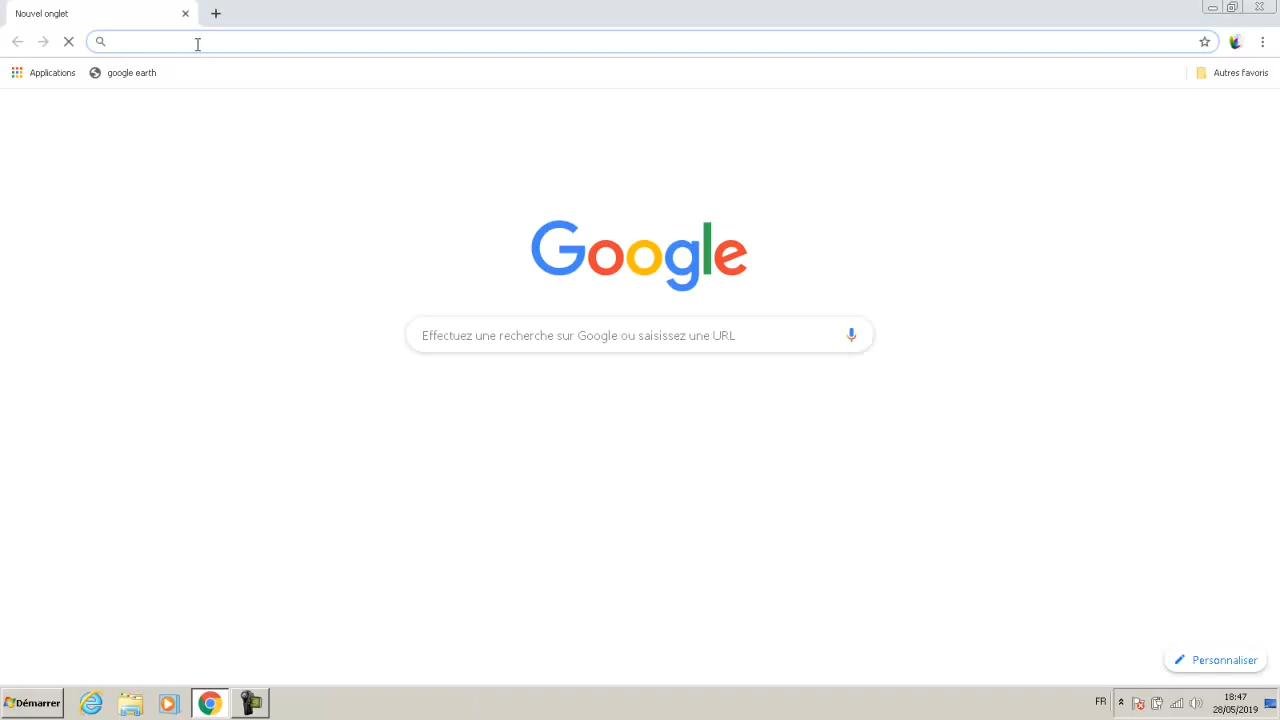 Nouvel onglet
Applications
google earth
Autres favoris
Google
Effectuez une recherche sur Google ou saisissez une URL
Personnaliser
Démarrer
FR
18:47
28/05/2019